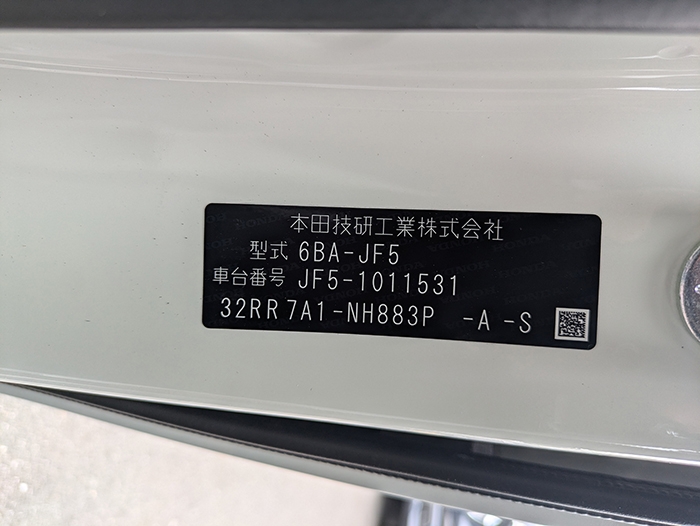 本田技研工業株式会社
型式 6BA-JF5
車台番号 JF5-1011531
32RR7A1-NH883P -A -S